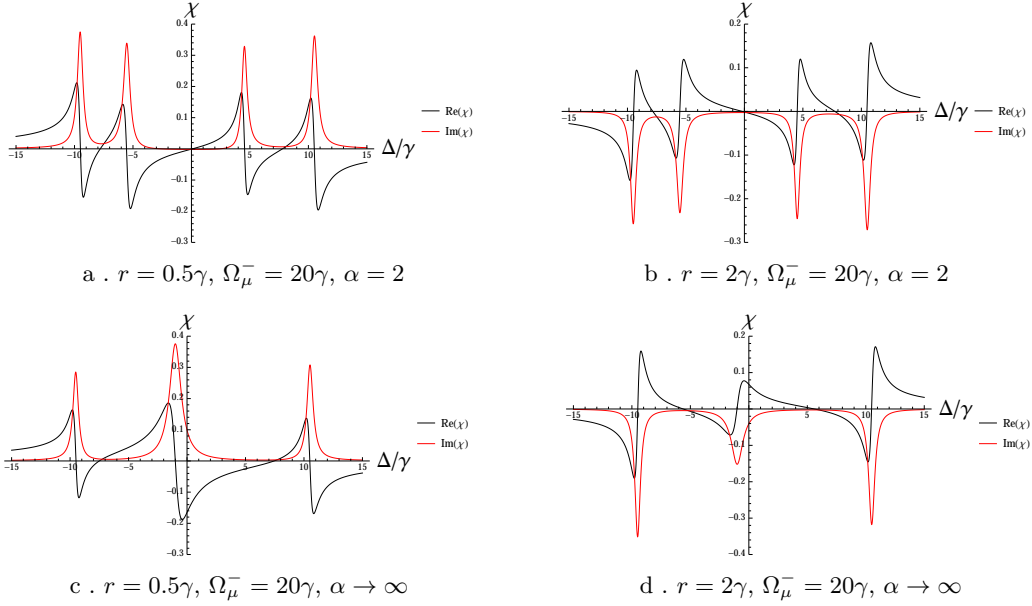 χ
0.4
0.3
0.2
0.1
-15 -10 -5 5 10 15
Δ/γ
-0.1
-0.2
-0.3
Re(χ)
Im(χ)
a . r = 0.5γ, Ω⁻_μ = 20γ, α = 2
χ
0.2
0.1
-15 -10 -5 5 10 15
Δ/γ
-0.1
-0.2
-0.3
Re(χ)
Im(χ)
b . r = 2γ, Ω⁻_μ = 20γ, α = 2
χ
0.4
0.3
0.2
0.1
-15 -10 -5 5 10 15
Δ/γ
-0.1
-0.2
-0.3
Re(χ)
Im(χ)
c . r = 0.5γ, Ω⁻_μ = 20γ, α → ∞
χ
0.2
0.1
-15 -10 -5 5 10 15
Δ/γ
-0.1
-0.2
-0.3
-0.4
Re(χ)
Im(χ)
d . r = 2γ, Ω⁻_μ = 20γ, α → ∞